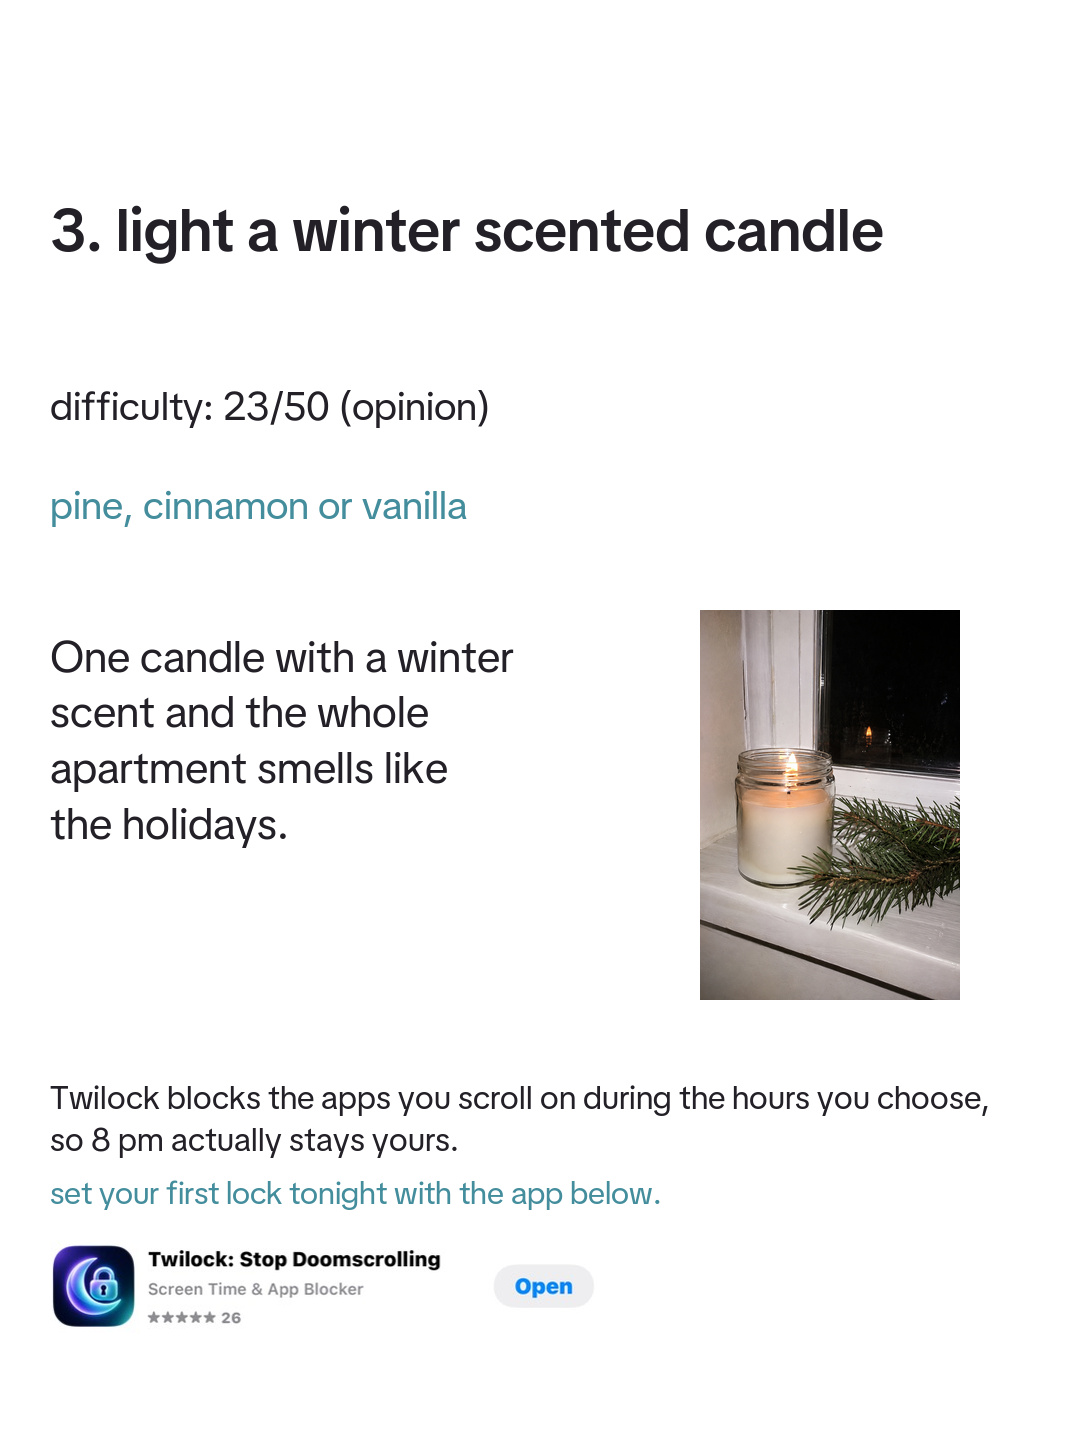 3. light a winter scented candle
difficulty: 23/50 (opinion)
pine, cinnamon or vanilla
One candle with a winter
scent and the whole
apartment smells like
the holidays.
Twilock blocks the apps you scroll on during the hours you choose,
so 8 pm actually stays yours.
set your first lock tonight with the app below.
Twilock: Stop Doomscrolling
Screen Time & App Blocker
Open
★★★★★ 26